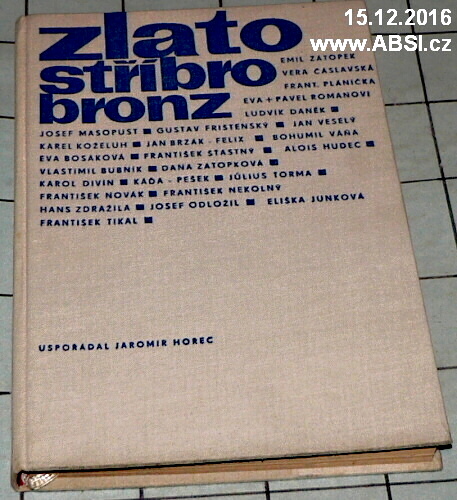 15.12.2016
www.ABSI.cz
zlato
stříbro
bronz
EMIL ZÁTOPEK
VĚRA ČÁSLAVSKÁ
FRANT. PLÁNIČKA
EVA + PAVEL ROMANOVI
LUDVÍK DANĚK
JOSEF MASOPUST ■ GUSTAV FRIŠTENSKÝ ■ JAN VESELÝ
KAREL KOŽELUH ■ JAN BRZÁK - FELIX ■ BOHUMIL VÁŇA
EVA BOSÁKOVÁ ■ FRANTIŠEK ŠŤASTNÝ ■ ALOIS HUDEC ■
VLASTIMIL BUBNÍK ■ DANA ZÁTOPKOVÁ ■
KAROL DIVÍN ■ KAĎA - PEŠEK ■ JÚLIUS TORMA ■
FRANTIŠEK NOVÁK ■ FRANTIŠEK NEKOLNÝ
HANS ZDRAŽILA ■ JOSEF ODLOŽIL ■ ELIŠKA JUNKOVÁ
FRANTIŠEK TIKAL ■
USPOŘÁDAL JAROMÍR HOŘEC